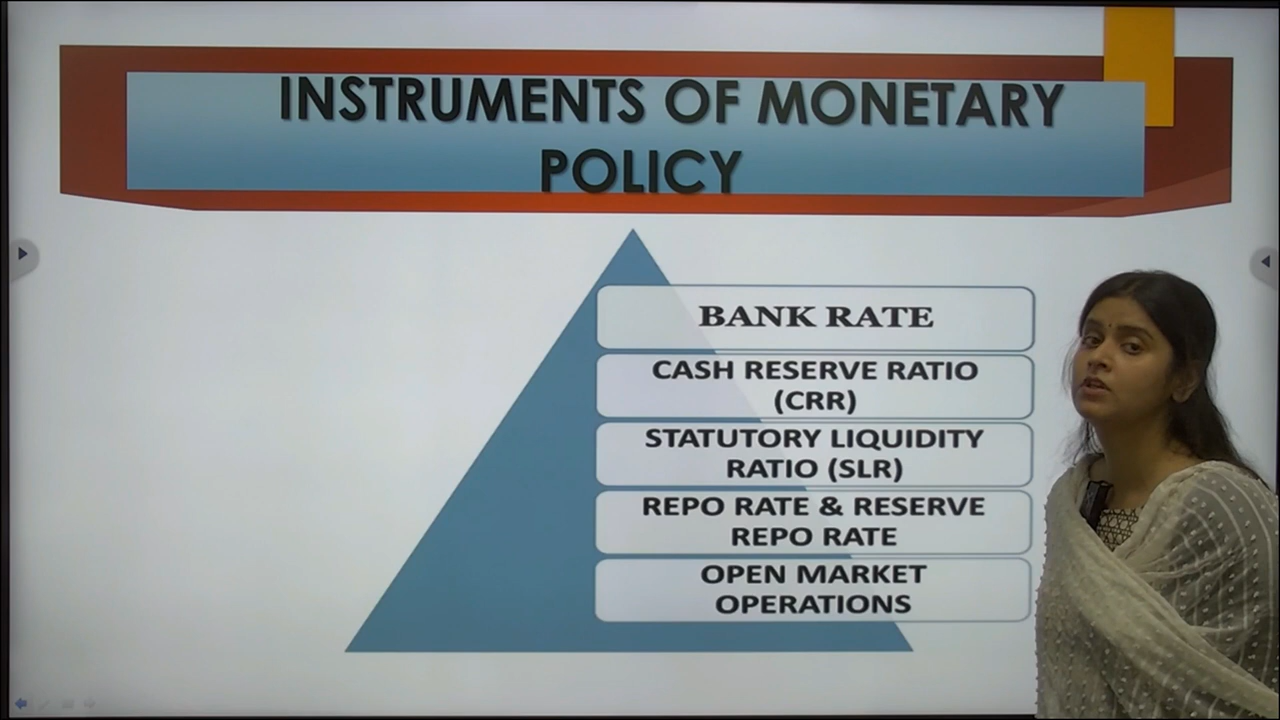 INSTRUMENTS OF MONETARY
POLICY
BANK RATE
CASH RESERVE RATIO
(CRR)
STATUTORY LIQUIDITY
RATIO (SLR)
REPO RATE & RESERVE
REPO RATE
OPEN MARKET
OPERATIONS